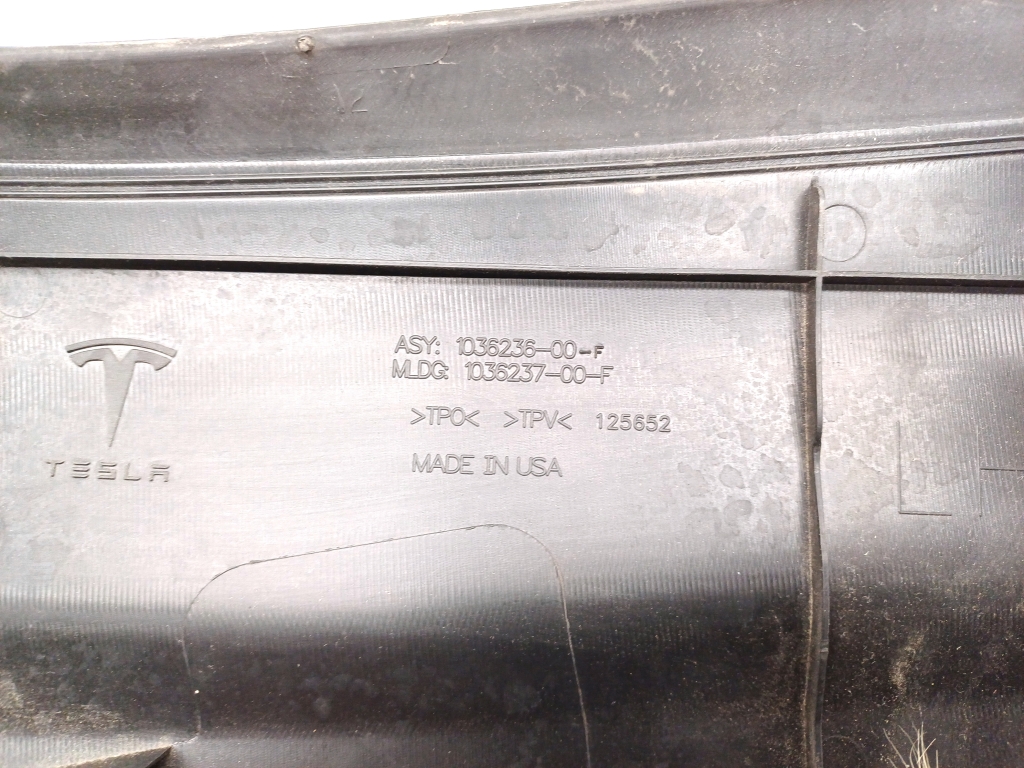 ASY: 1036236-00-F
MLDG: 1036237-00-F
>TPO< >TPV< 125652
MADE IN USA
TESLA